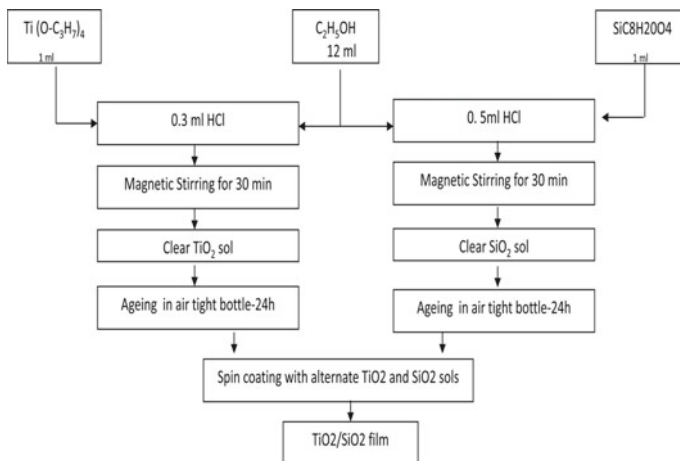 Ti (O-C₃H₇)₄
1 ml
C₂H₅OH
12 ml
SiC8H20O4
1 ml
0.3 ml HCl
0. 5ml HCl
Magnetic Stirring for 30 min
Magnetic Stirring for 30 min
Clear TiO₂ sol
Clear SiO₂ sol
Ageing in air tight bottle-24h
Ageing in air tight bottle-24h
Spin coating with alternate TiO2 and SiO2 sols
TiO2/SiO2 film